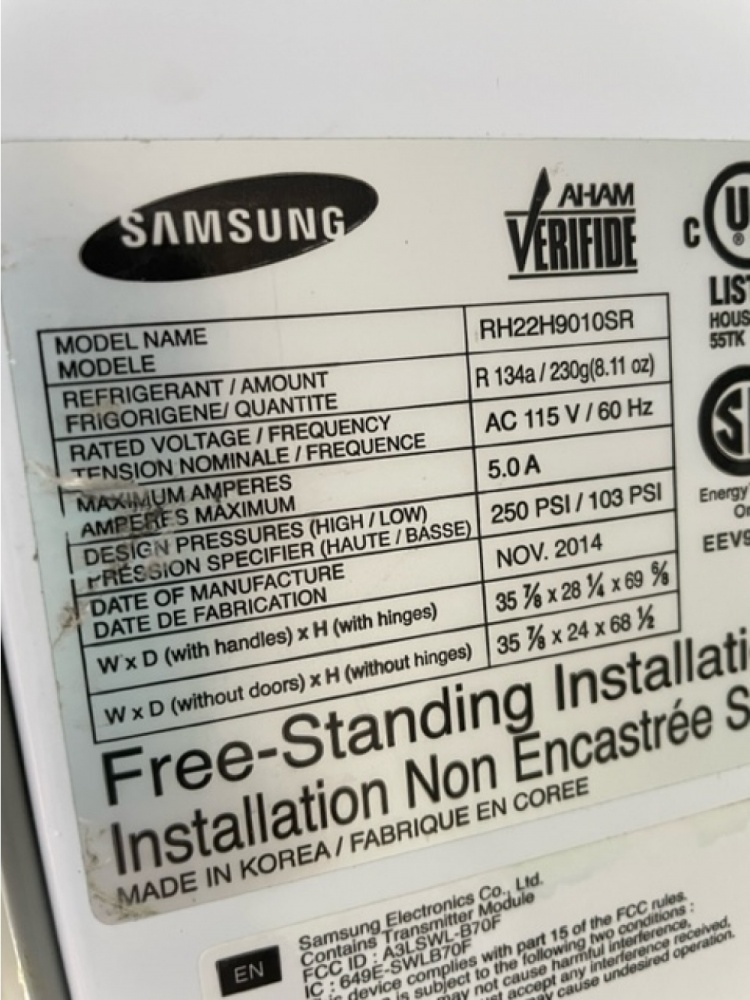 SAMSUNG
AHAM
VERIFIDE
C U
®
LIS
HOUS
55TK
MODEL NAME
MODELE
RH22H9010SR
REFRIGERANT / AMOUNT
FRIGORIGENE/ QUANTITE
R 134a / 230g(8.11 oz)
RATED VOLTAGE / FREQUENCY
TENSION NOMINALE / FREQUENCE
AC 115 V / 60 Hz
MAXIMUM AMPERES
AMPERES MAXIMUM
5.0 A
DESIGN PRESSURES (HIGH / LOW)
PRESSION SPECIFIER (HAUTE / BASSE)
250 PSI / 103 PSI
DATE OF MANUFACTURE
DATE DE FABRICATION
NOV. 2014
W x D (with handles) x H (with hinges)
35 ⅞ x 28 ¼ x 69 ⅝
W x D (without doors) x H (without hinges)
35 ⅞ x 24 x 68 ½
Energy
EEV
Free-Standing Installati
Installation Non Encastrée S
MADE IN KOREA / FABRIQUE EN COREE
EN
Samsung Electronics Co., Ltd.
Contains Transmitter Module
FCC ID : A3LSWL-B70F
IC : 649E-SWLB70F
device complies with part 15 of the FCC rules.
is subject to the following two conditions :
may not cause harmful interference,
accept any interference received,
cause undesired operation.